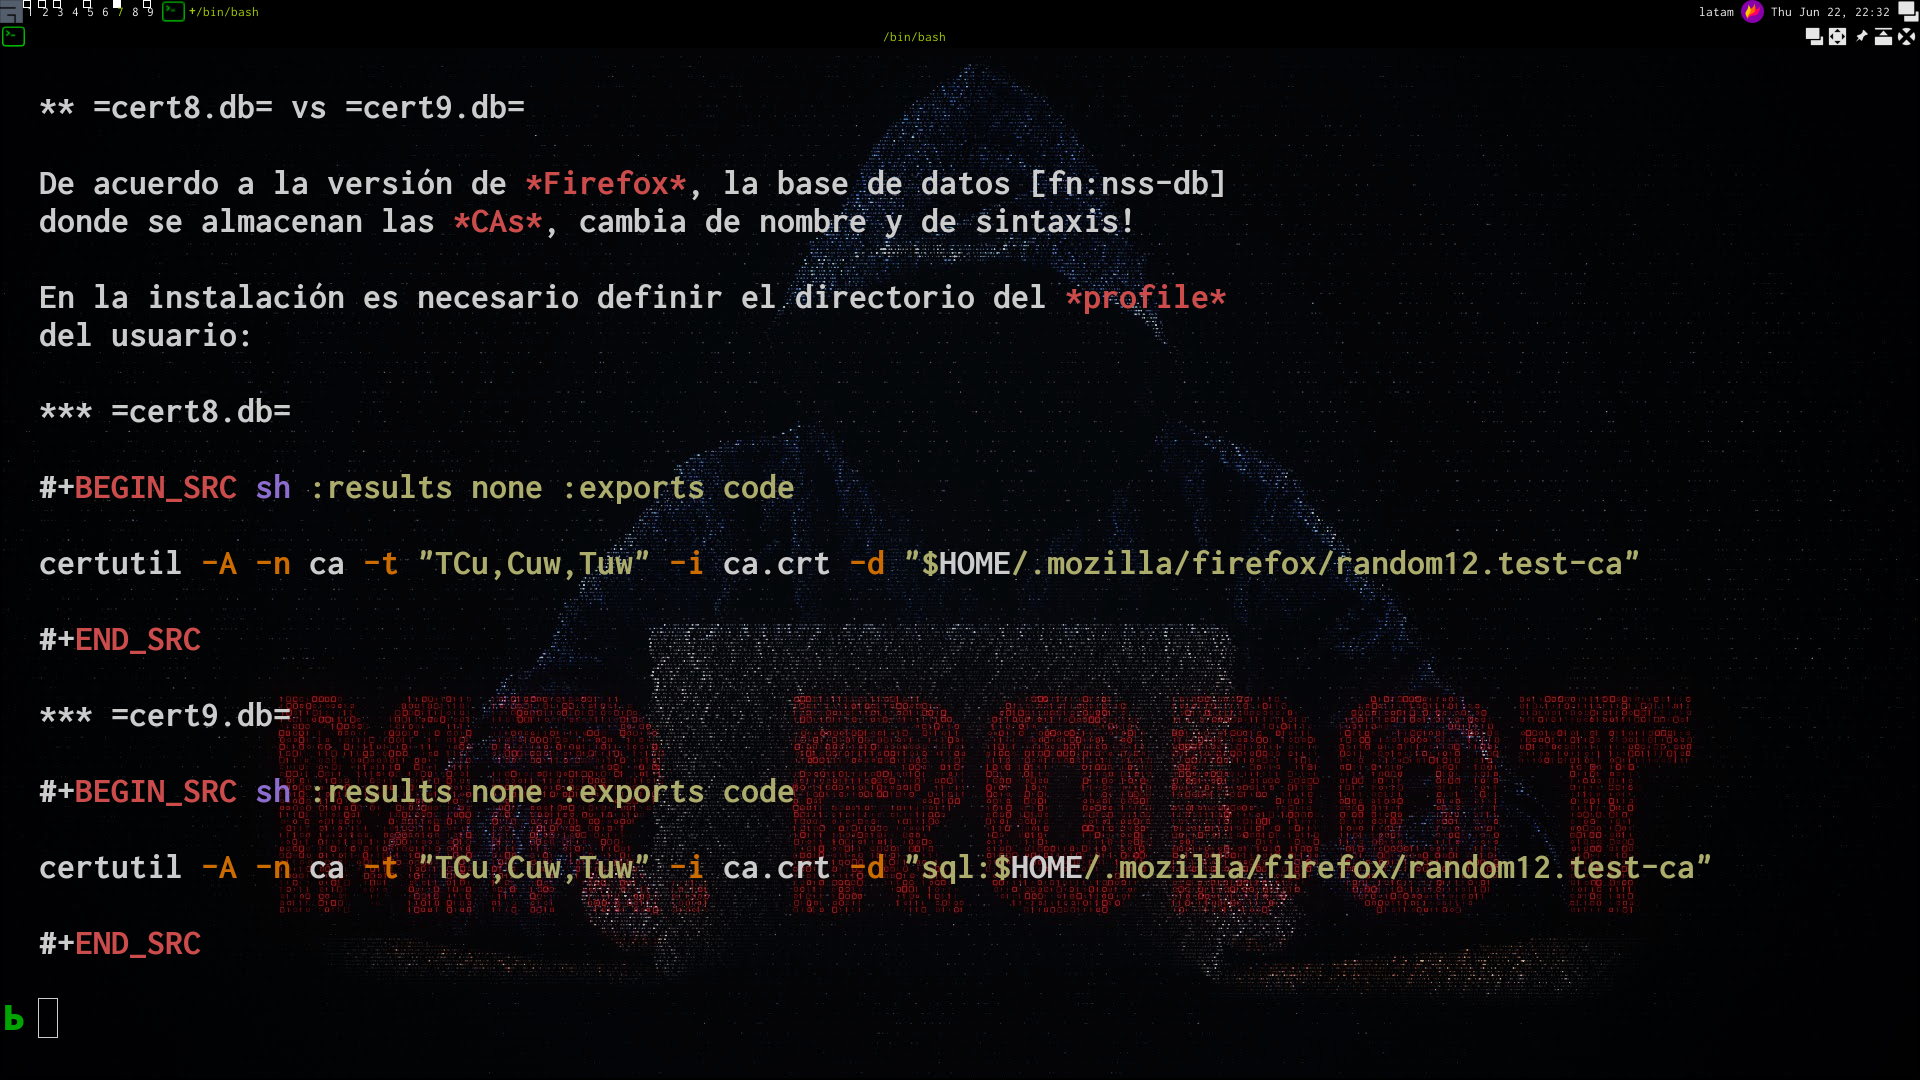 1 2 3 4 5 6 7 8 9 +/bin/bash latam Thu Jun 22, 22:32
/bin/bash
** =cert8.db= vs =cert9.db=
De acuerdo a la versión de *Firefox*, la base de datos [fn:nss-db]
donde se almacenan las *CAs*, cambia de nombre y de sintaxis!
En la instalación es necesario definir el directorio del *profile*
del usuario:
*** =cert8.db=
#+BEGIN_SRC sh :results none :exports code
certutil -A -n ca -t "TCu,Cuw,Tuw" -i ca.crt -d "$HOME/.mozilla/firefox/random12.test-ca"
#+END_SRC
*** =cert9.db=
#+BEGIN_SRC sh :results none :exports code
certutil -A -n ca -t "TCu,Cuw,Tuw" -i ca.crt -d "sql:$HOME/.mozilla/firefox/random12.test-ca"
#+END_SRC
MR ROBOT